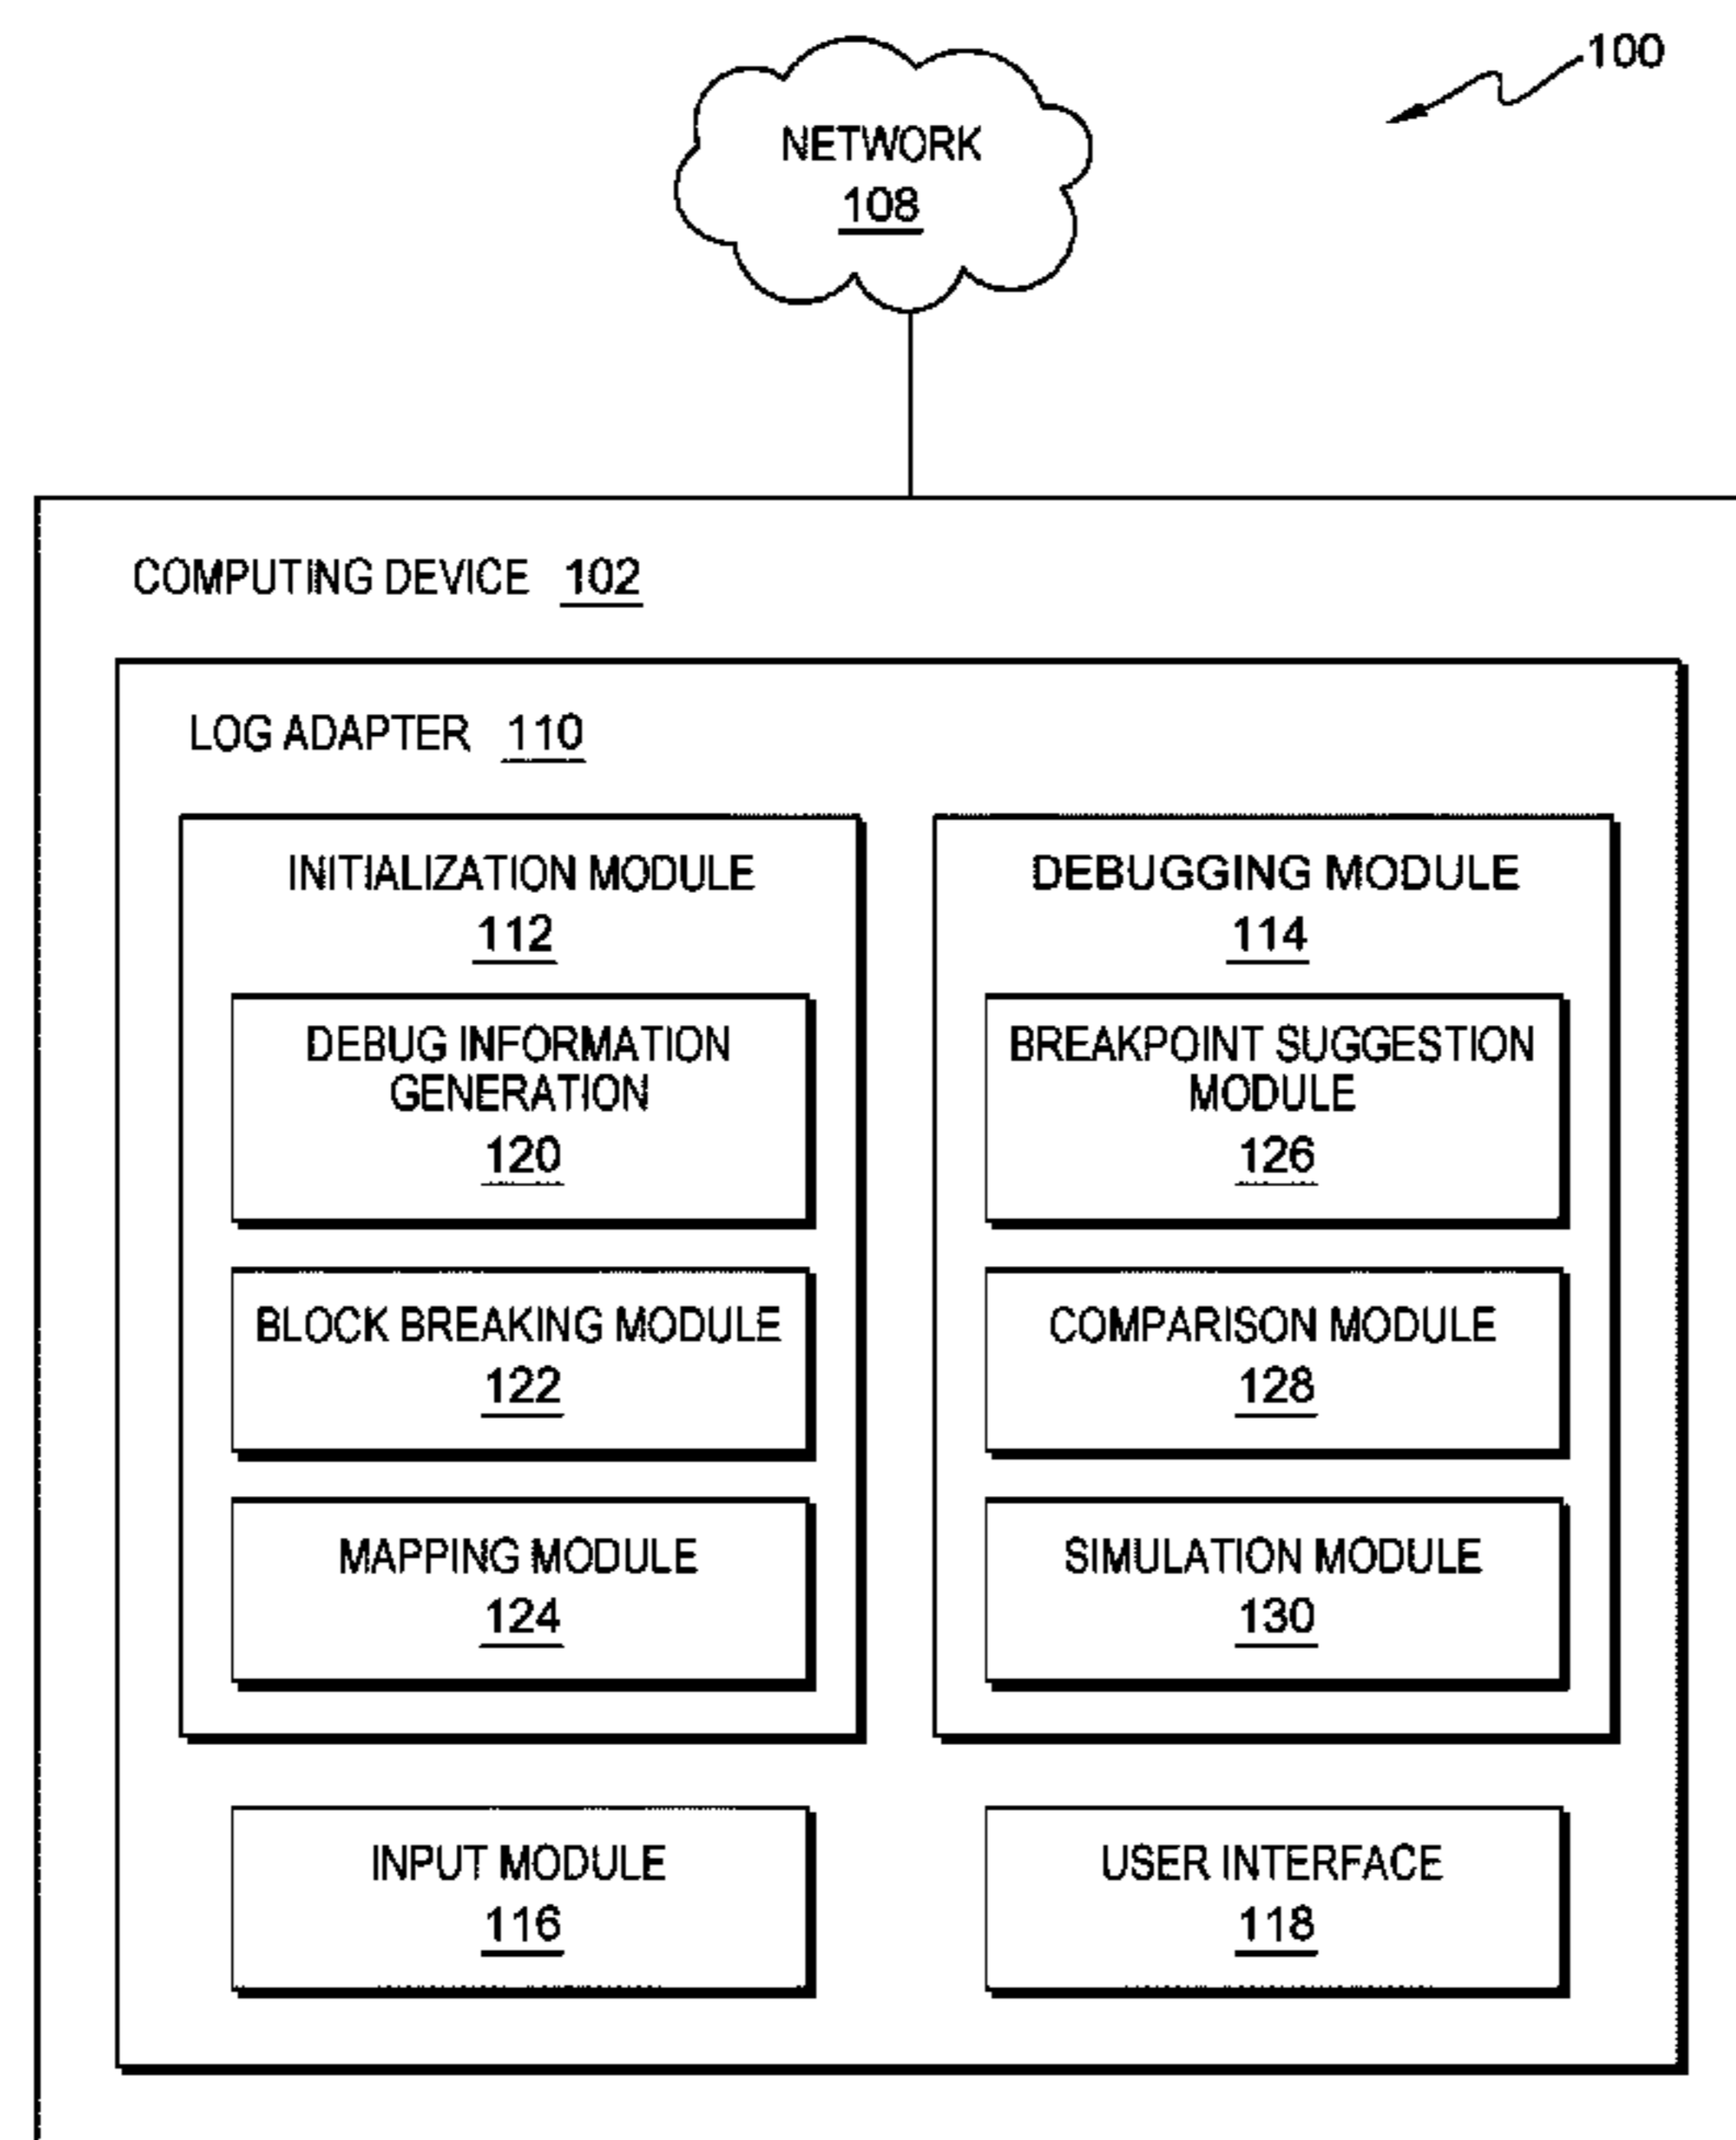 100
NETWORK
108
COMPUTING DEVICE 102
LOG ADAPTER 110
INITIALIZATION MODULE
112
DEBUG INFORMATION
GENERATION
120
BLOCK BREAKING MODULE
122
MAPPING MODULE
124
DEBUGGING MODULE
114
BREAKPOINT SUGGESTION
MODULE
126
COMPARISON MODULE
128
SIMULATION MODULE
130
INPUT MODULE
116
USER INTERFACE
118